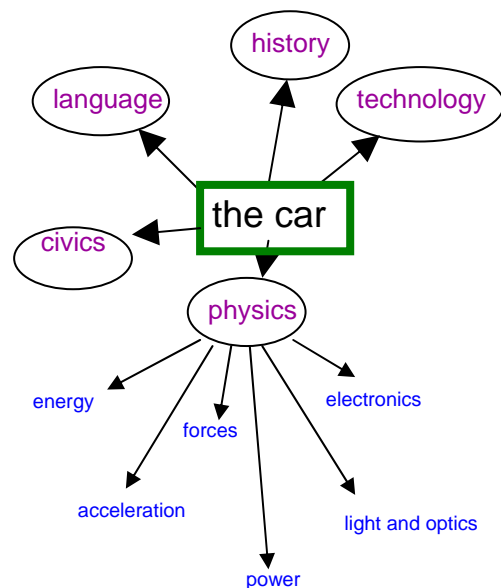 history
language
technology
the car
civics
physics
energy
electronics
forces
acceleration
light and optics
power